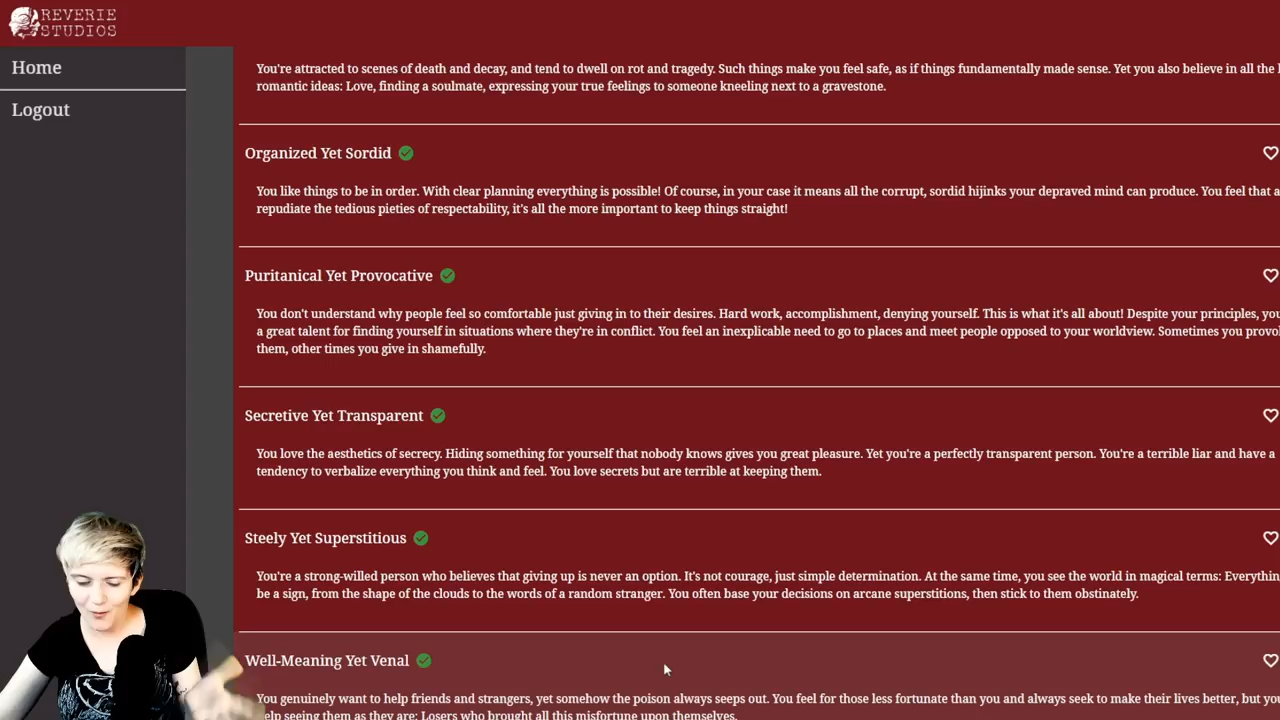 REVERIE
STUDIOS
Home
Logout
You're attracted to scenes of death and decay, and tend to dwell on rot and tragedy. Such things make you feel safe, as if things fundamentally made sense. Yet you also believe in all the
romantic ideas: Love, finding a soulmate, expressing your true feelings to someone kneeling next to a gravestone.
Organized Yet Sordid
You like things to be in order. With clear planning everything is possible! Of course, in your case it means all the corrupt, sordid hijinks your depraved mind can produce. You feel that a
repudiate the tedious pieties of respectability, it's all the more important to keep things straight!
Puritanical Yet Provocative
You don't understand why people feel so comfortable just giving in to their desires. Hard work, accomplishment, denying yourself. This is what it's all about! Despite your principles, you
a great talent for finding yourself in situations where they're in conflict. You feel an inexplicable need to go to places and meet people opposed to your worldview. Sometimes you provo
them, other times you give in shamefully.
Secretive Yet Transparent
You love the aesthetics of secrecy. Hiding something for yourself that nobody knows gives you great pleasure. Yet you're a perfectly transparent person. You're a terrible liar and have a
tendency to verbalize everything you think and feel. You love secrets but are terrible at keeping them.
Steely Yet Superstitious
You're a strong-willed person who believes that giving up is never an option. It's not courage, just simple determination. At the same time, you see the world in magical terms: Everythin
be a sign, from the shape of the clouds to the words of a random stranger. You often base your decisions on arcane superstitions, then stick to them obstinately.
Well-Meaning Yet Venal
You genuinely want to help friends and strangers, yet somehow the poison always seeps out. You feel for those less fortunate than you and always seek to make their lives better, but yo
elp seeing them as they are: Losers who brought all this misfortune upon themselves.